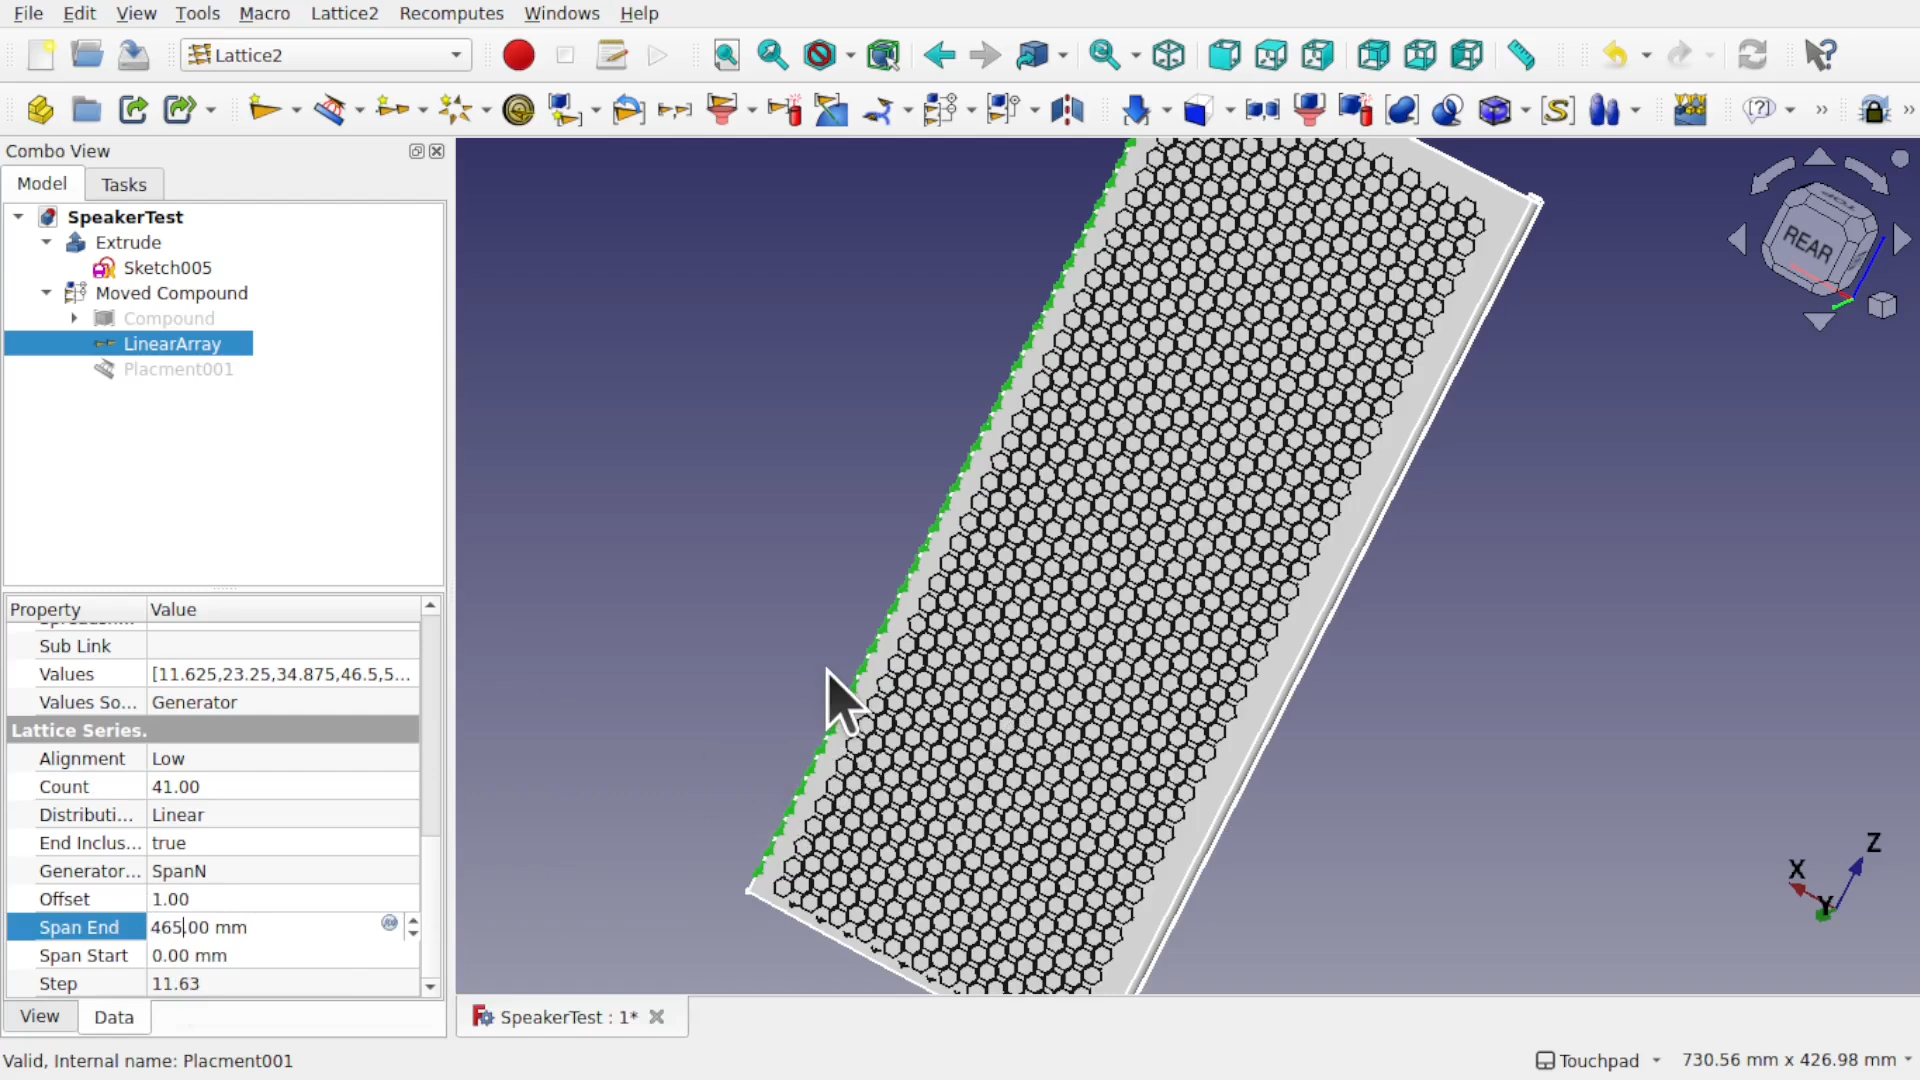 File Edit View Tools Macro Lattice2 Recomputes Windows Help
Lattice2
Combo View
Model Tasks
SpeakerTest
Extrude
Sketch005
Moved Compound
Compound
LinearArray
Placment001
Property Value
Sub Link
Values [11.625,23.25,34.875,46.5,5...
Values So... Generator
Lattice Series.
Alignment Low
Count 41.00
Distributi... Linear
End Inclus... true
Generator... SpanN
Offset 1.00
Span End 465.00 mm
Span Start 0.00 mm
Step 11.63
View Data
REAR
TOP
X
Y
Z
SpeakerTest : 1*
Valid, Internal name: Placment001
Touchpad 730.56 mm x 426.98 mm